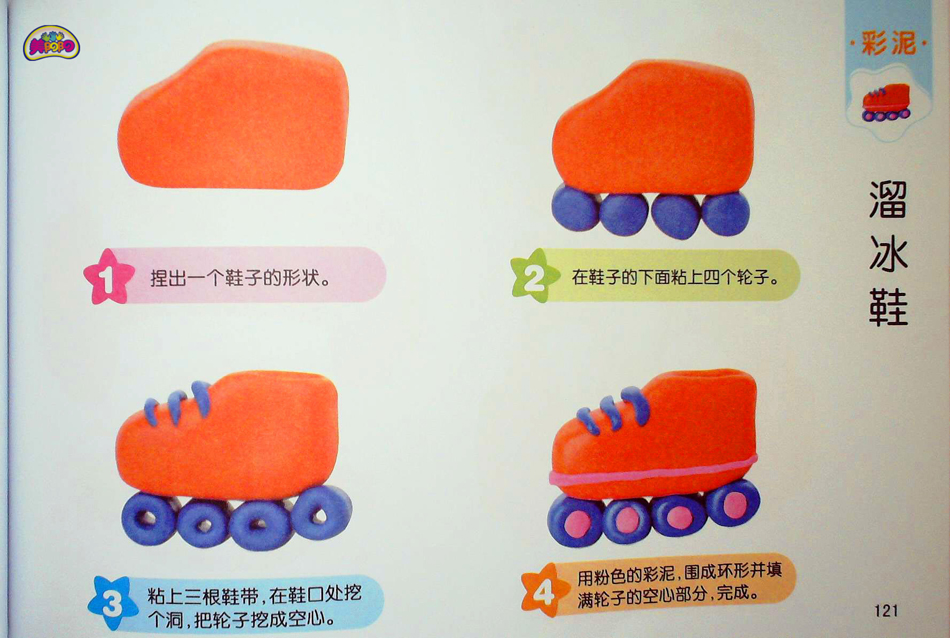 MPOPO
彩泥
溜冰鞋
1
捏出一个鞋子的形状。
2
在鞋子的下面粘上四个轮子。
3
粘上三根鞋带,在鞋口处挖
个洞,把轮子挖成空心。
4
用粉色的彩泥,围成环形并填
满轮子的空心部分,完成。
121